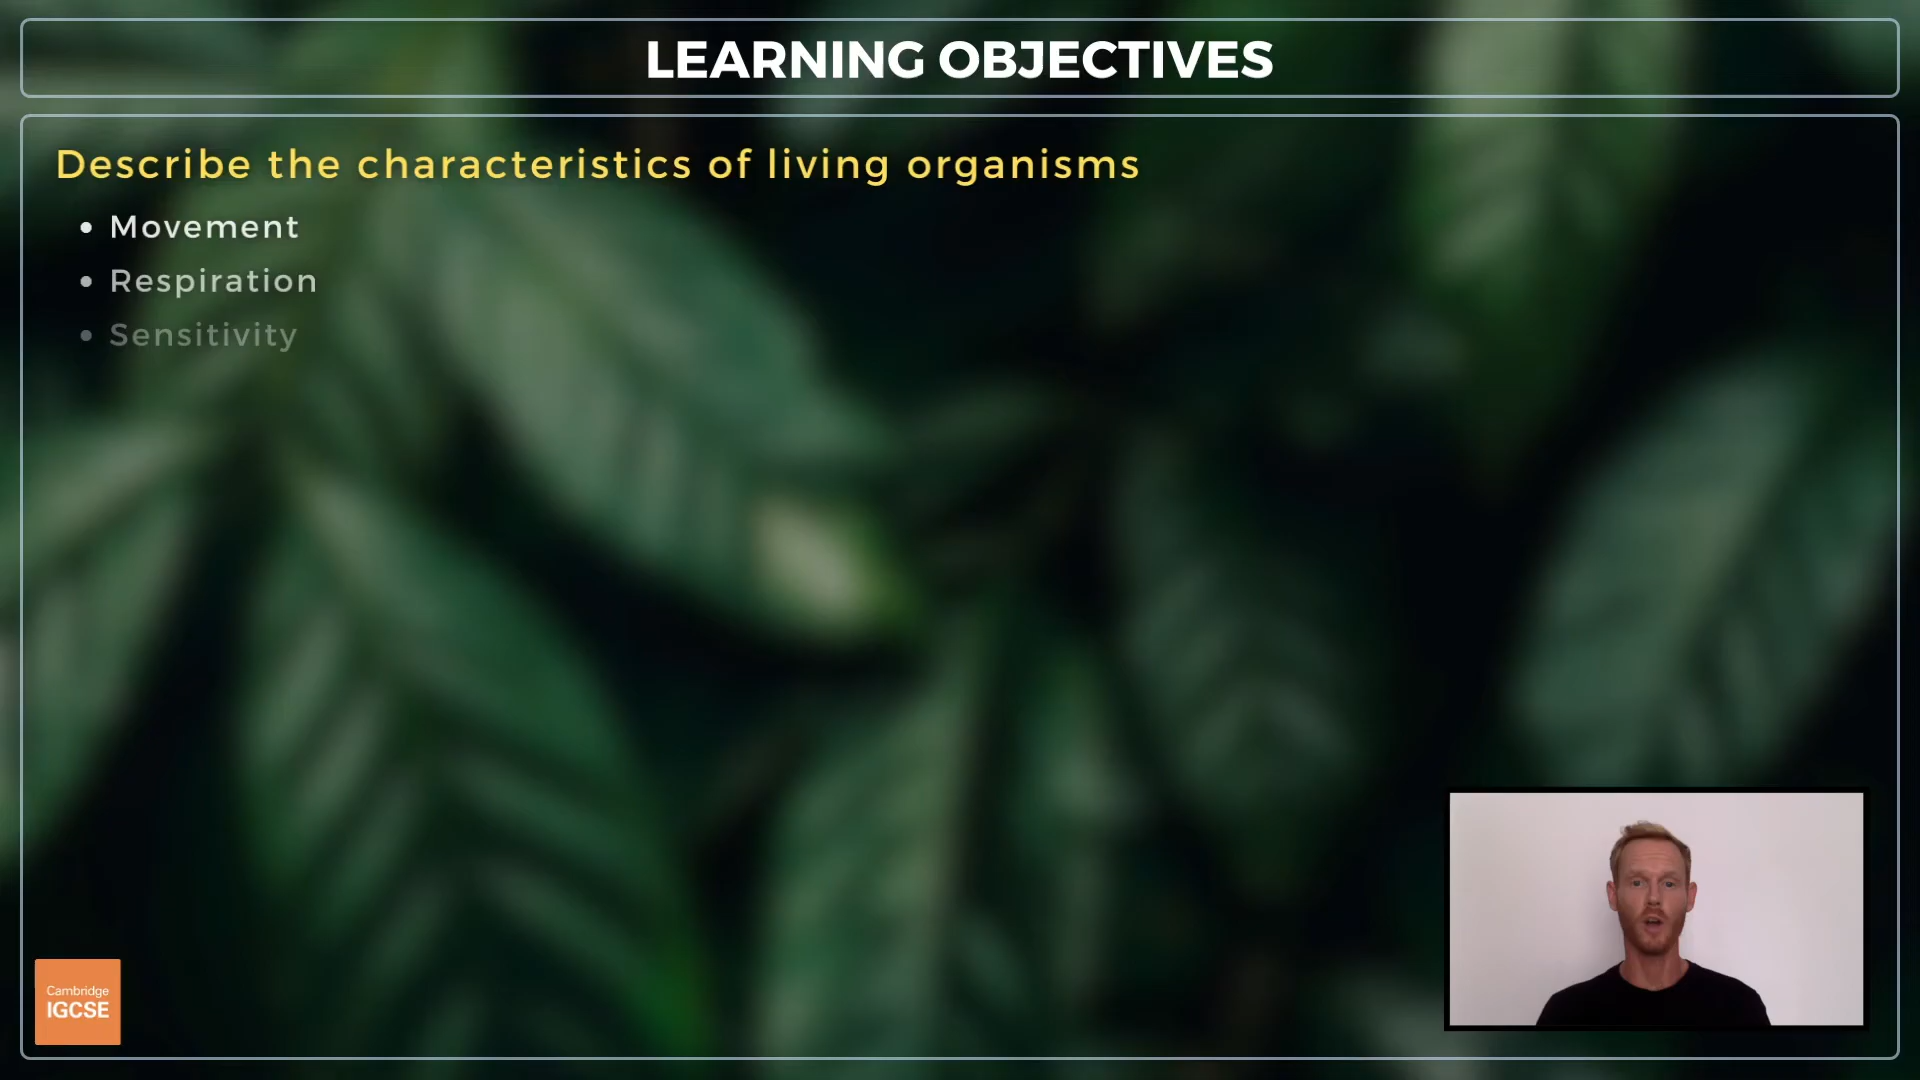 LEARNING OBJECTIVES
Describe the characteristics of living organisms
• Movement
• Respiration
• Sensitivity
Cambridge
IGCSE